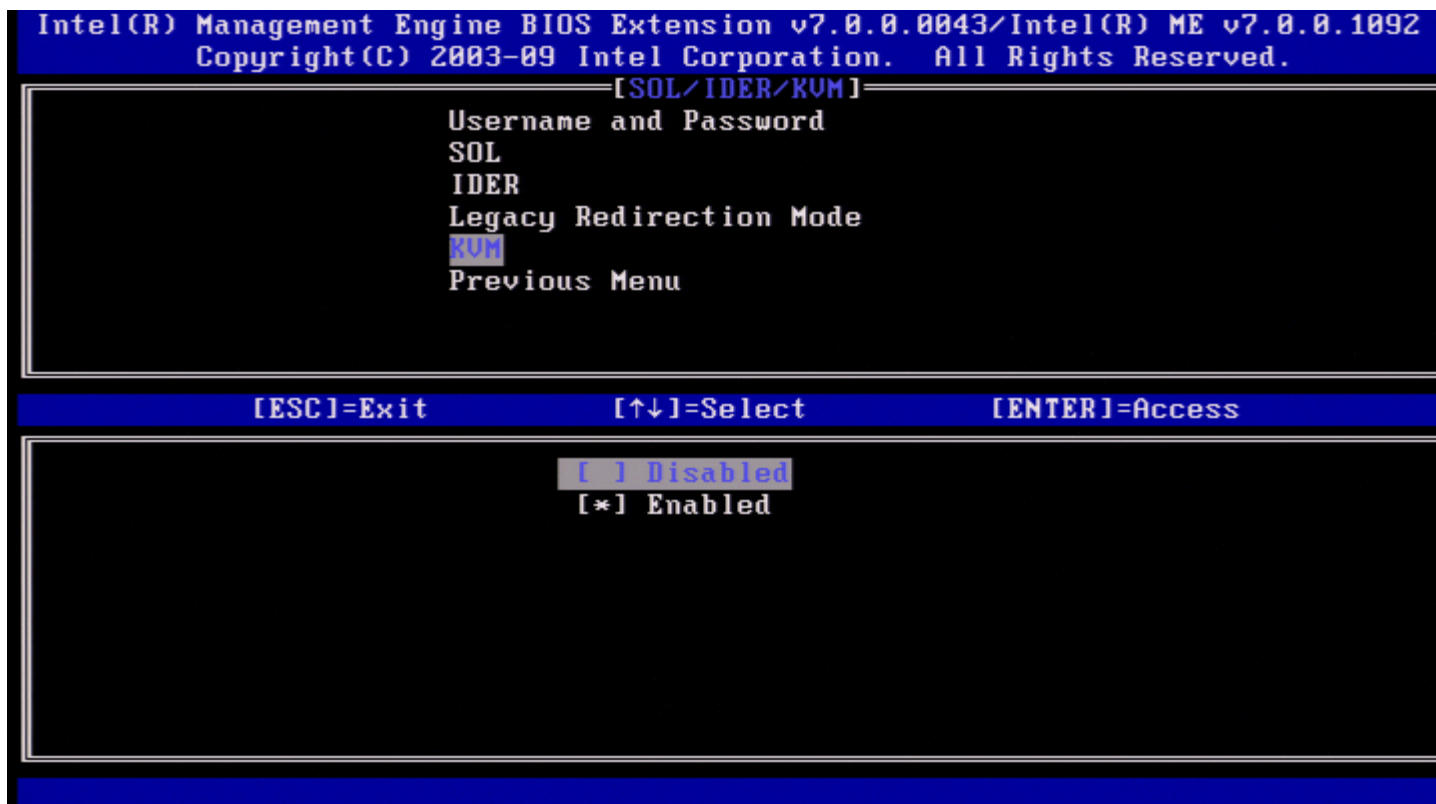 Intel(R) Management Engine BIOS Extension v7.0.0.0043/Intel(R) ME v7.0.0.1092
Copyright(C) 2003-09 Intel Corporation. All Rights Reserved.
[SOL/IDER/KVM]
Username and Password
SOL
IDER
Legacy Redirection Mode
KVM
Previous Menu
[ESC]=Exit [↑↓]=Select [ENTER]=Access
[ ] Disabled
[*] Enabled